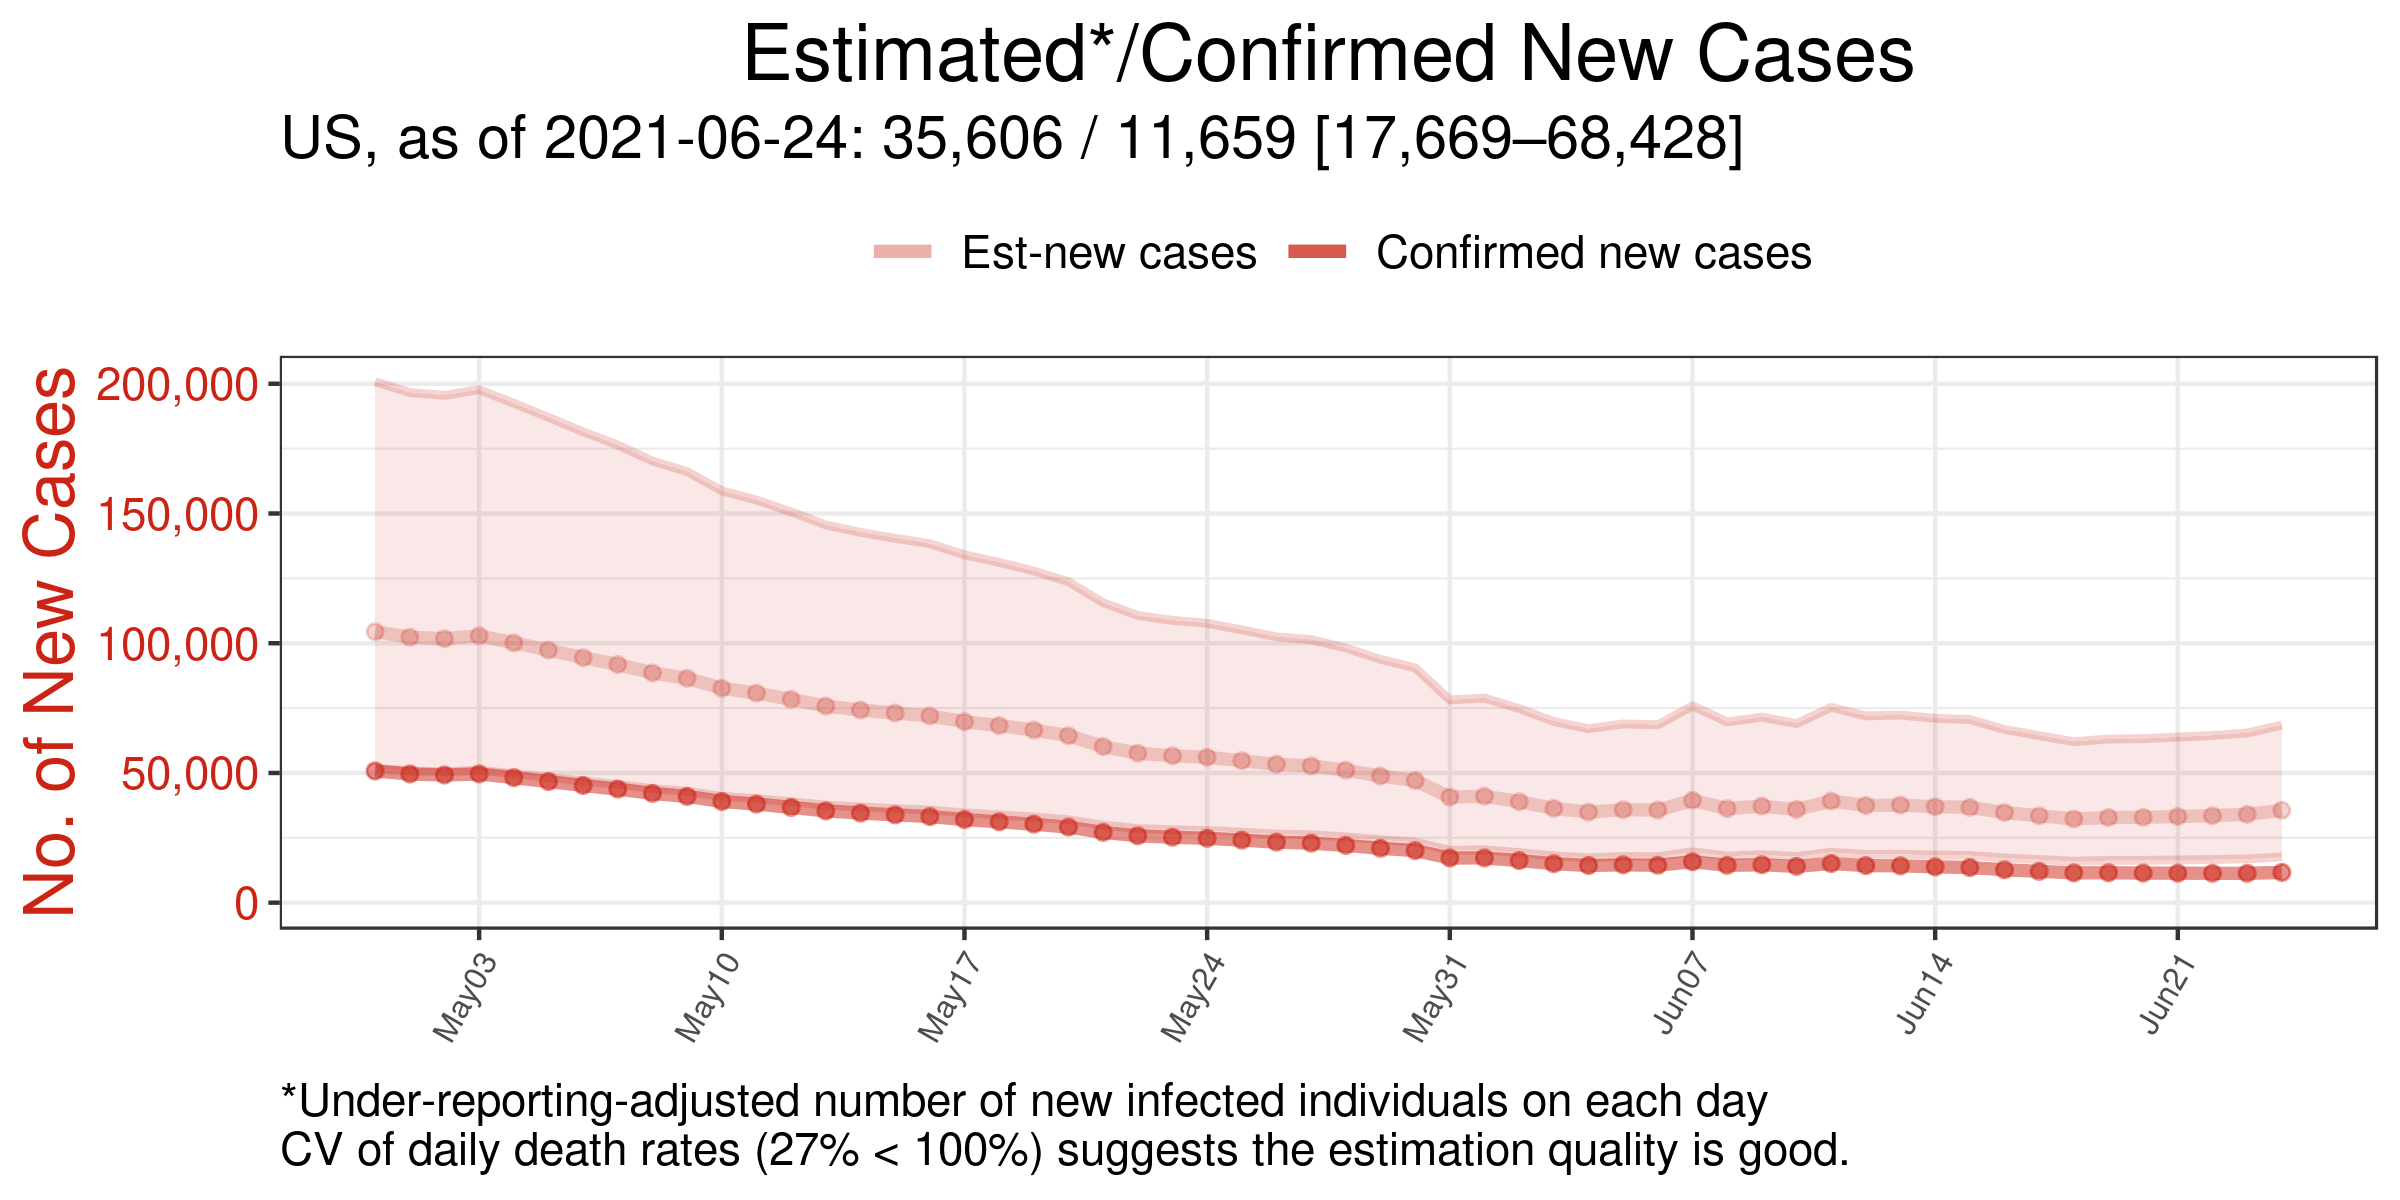 Estimated*/Confirmed New Cases
US, as of 2021-06-24: 35,606 / 11,659 [17,669–68,428]
Est-new cases
Confirmed new cases
No. of New Cases
200,000
150,000
100,000
50,000
0
May03
May10
May17
May24
May31
Jun07
Jun14
Jun21
*Under-reporting-adjusted number of new infected individuals on each day
CV of daily death rates (27% < 100%) suggests the estimation quality is good.